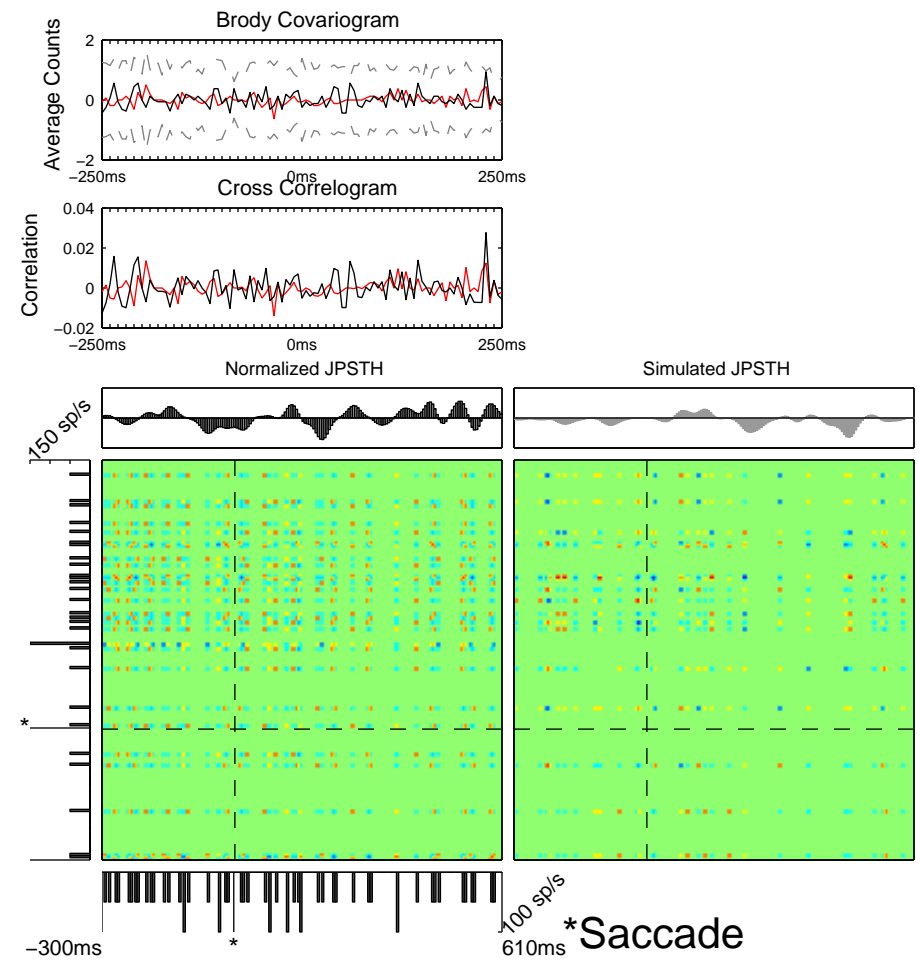 Brody Covariogram
Average Counts
2
0
−2
−250ms
0ms
250ms
Cross Correlogram
Correlation
0.04
0.02
0
−0.02
−250ms
0ms
250ms
Normalized JPSTH
Simulated JPSTH
150 sp/s
*
*
100 sp/s
−300ms
610ms
*Saccade